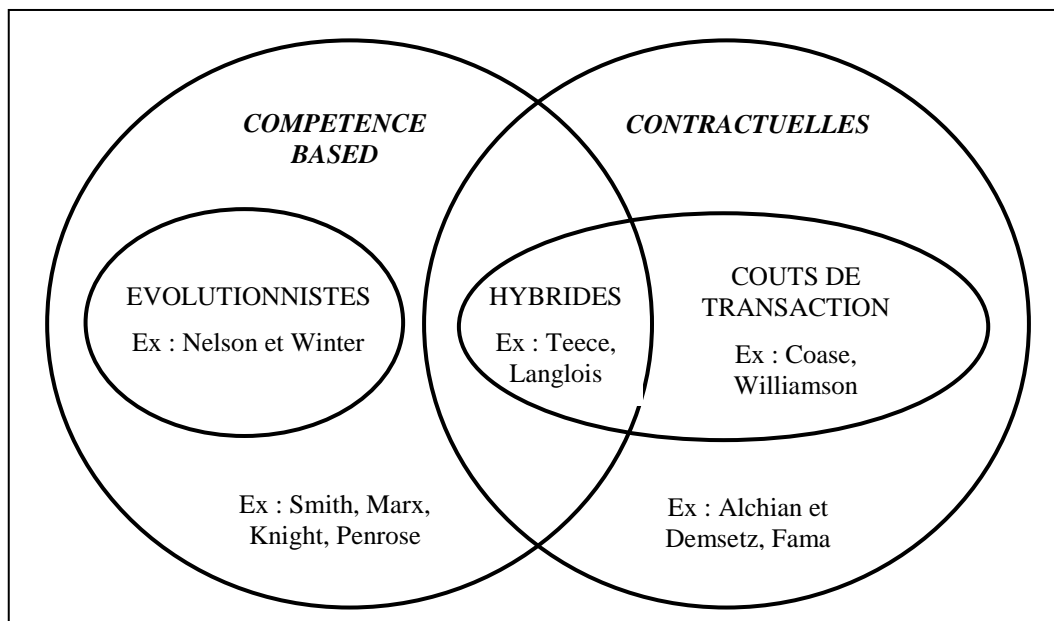 COMPETENCE
BASED
CONTRACTUELLES
EVOLUTIONNISTES
Ex : Nelson et Winter
HYBRIDES
Ex : Teece,
Langlois
COUTS DE
TRANSACTION
Ex : Coase,
Williamson
Ex : Smith, Marx,
Knight, Penrose
Ex : Alchian et
Demsetz, Fama